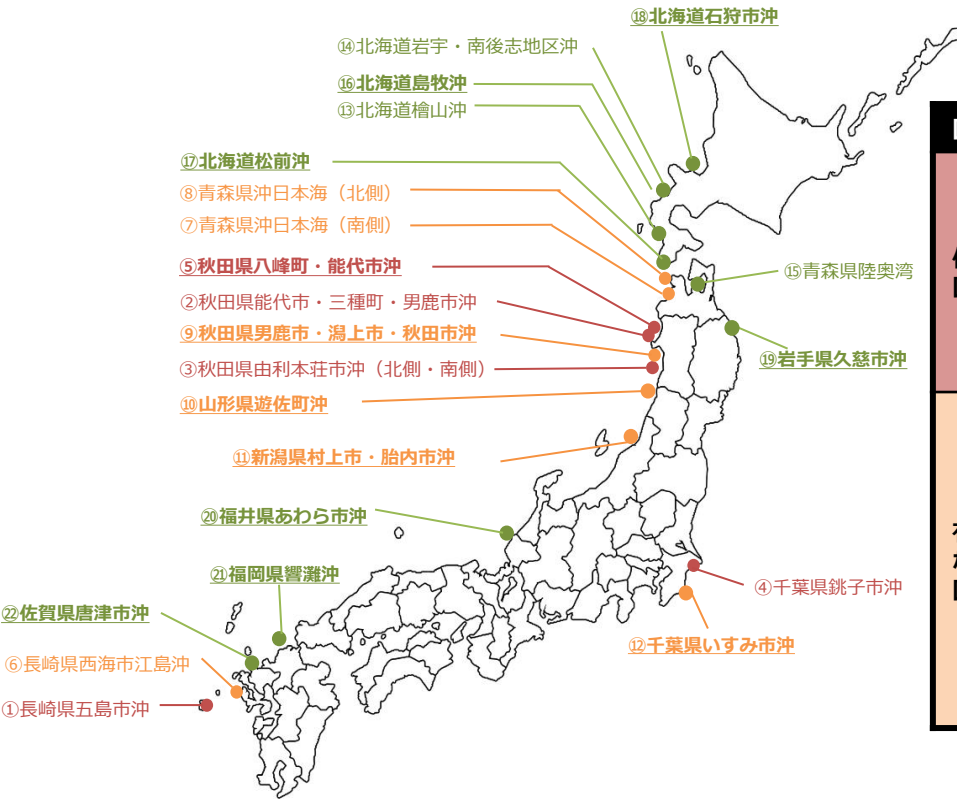 ⑱北海道石狩市沖
⑭北海道岩宇・南後志地区沖
⑯北海道島牧沖
⑬北海道檜山沖
⑰北海道松前沖
⑧青森県沖日本海（北側）
⑦青森県沖日本海（南側）
⑤秋田県八峰町・能代市沖
⑮青森県陸奥湾
②秋田県能代市・三種町・男鹿市沖
⑨秋田県男鹿市・潟上市・秋田市沖
⑲岩手県久慈市沖
③秋田県由利本荘市沖（北側・南側）
⑩山形県遊佐町沖
⑪新潟県村上市・胎内市沖
⑳福井県あわら市沖
㉑福岡県響灘沖
④千葉県銚子市沖
㉒佐賀県唐津市沖
⑫千葉県いすみ市沖
⑥長崎県西海市江島沖
①長崎県五島市沖